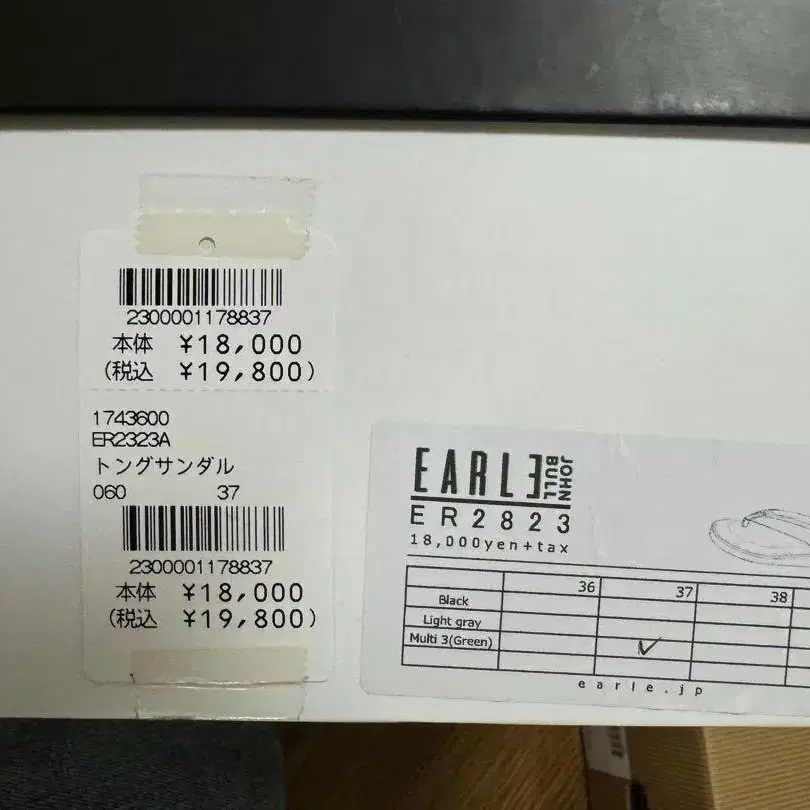 2300001178837
本体 ¥18,000
(税込 ¥19,800)
1743600
ER2323A
トングサンダル
060 37
2300001178837
本体 ¥18,000
(税込 ¥19,800)
EARLE JOHN BULL
ER2823
18,000yen+tax
36 37 38
Black
Light gray
Multi 3(Green) ✓
earle.jp